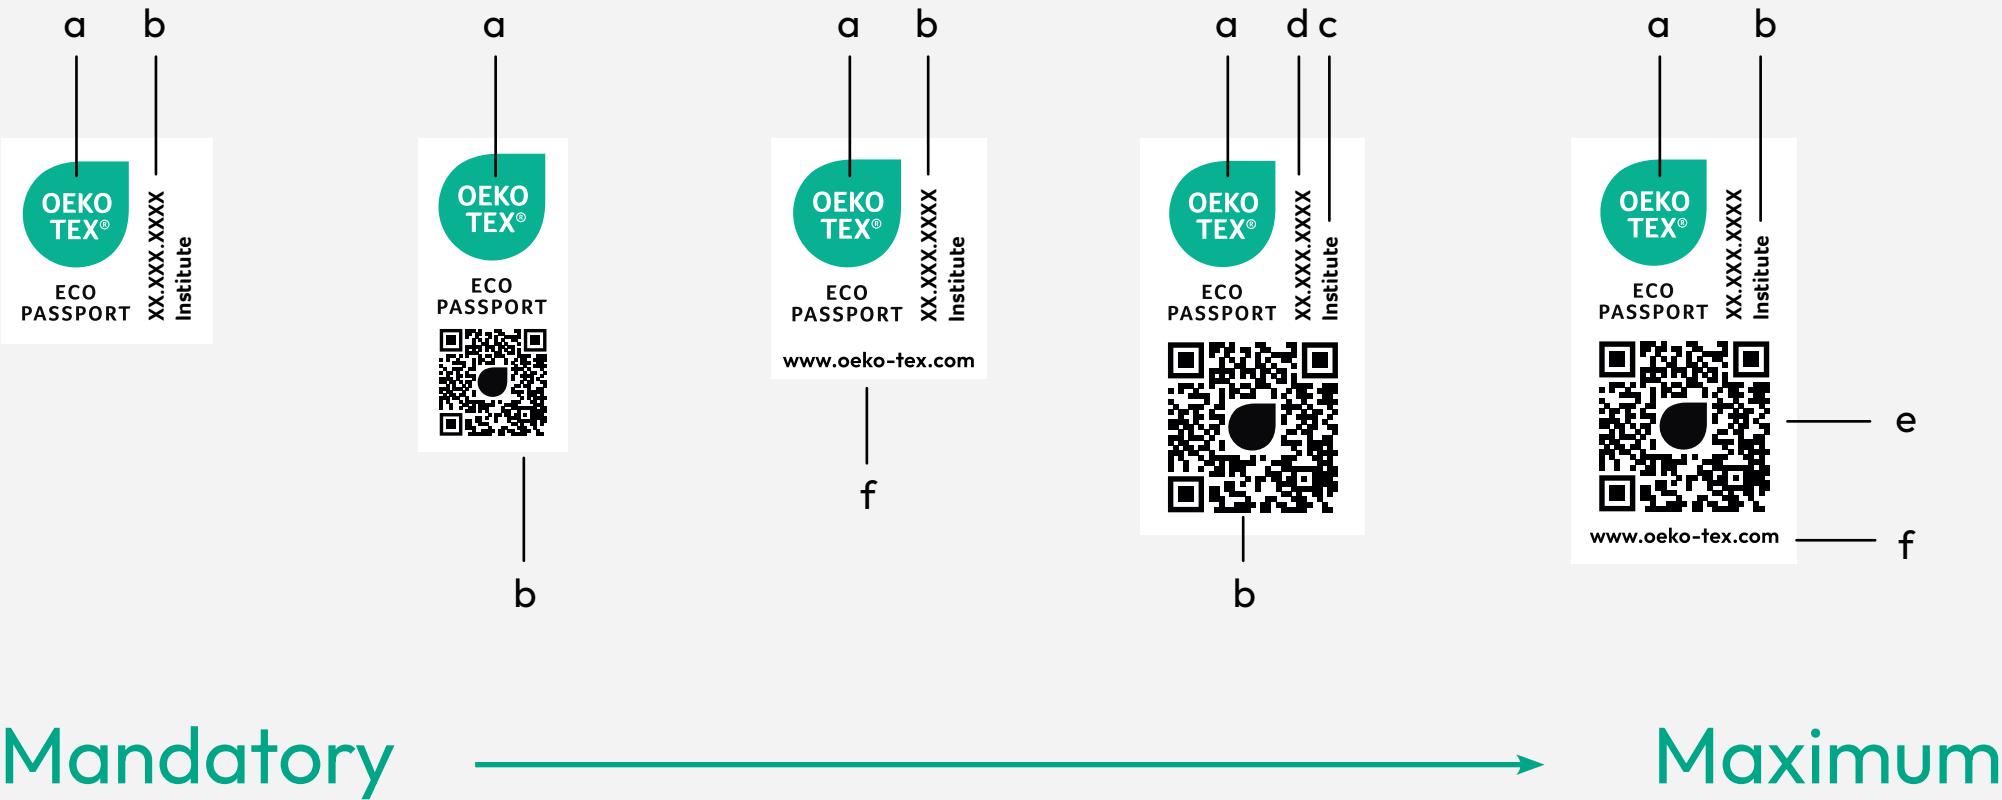 a b
OEKO
TEX®
ECO
PASSPORT
XX.XXX.XXXX
Institute
a
OEKO
TEX®
ECO
PASSPORT
b
a b
OEKO
TEX®
ECO
PASSPORT
XX.XXX.XXXX
Institute
www.oeko-tex.com
f
a d c
OEKO
TEX®
ECO
PASSPORT
XX.XXX.XXXX
Institute
b
a b
OEKO
TEX®
ECO
PASSPORT
XX.XXX.XXXX
Institute
e
www.oeko-tex.com
f
Mandatory
Maximum